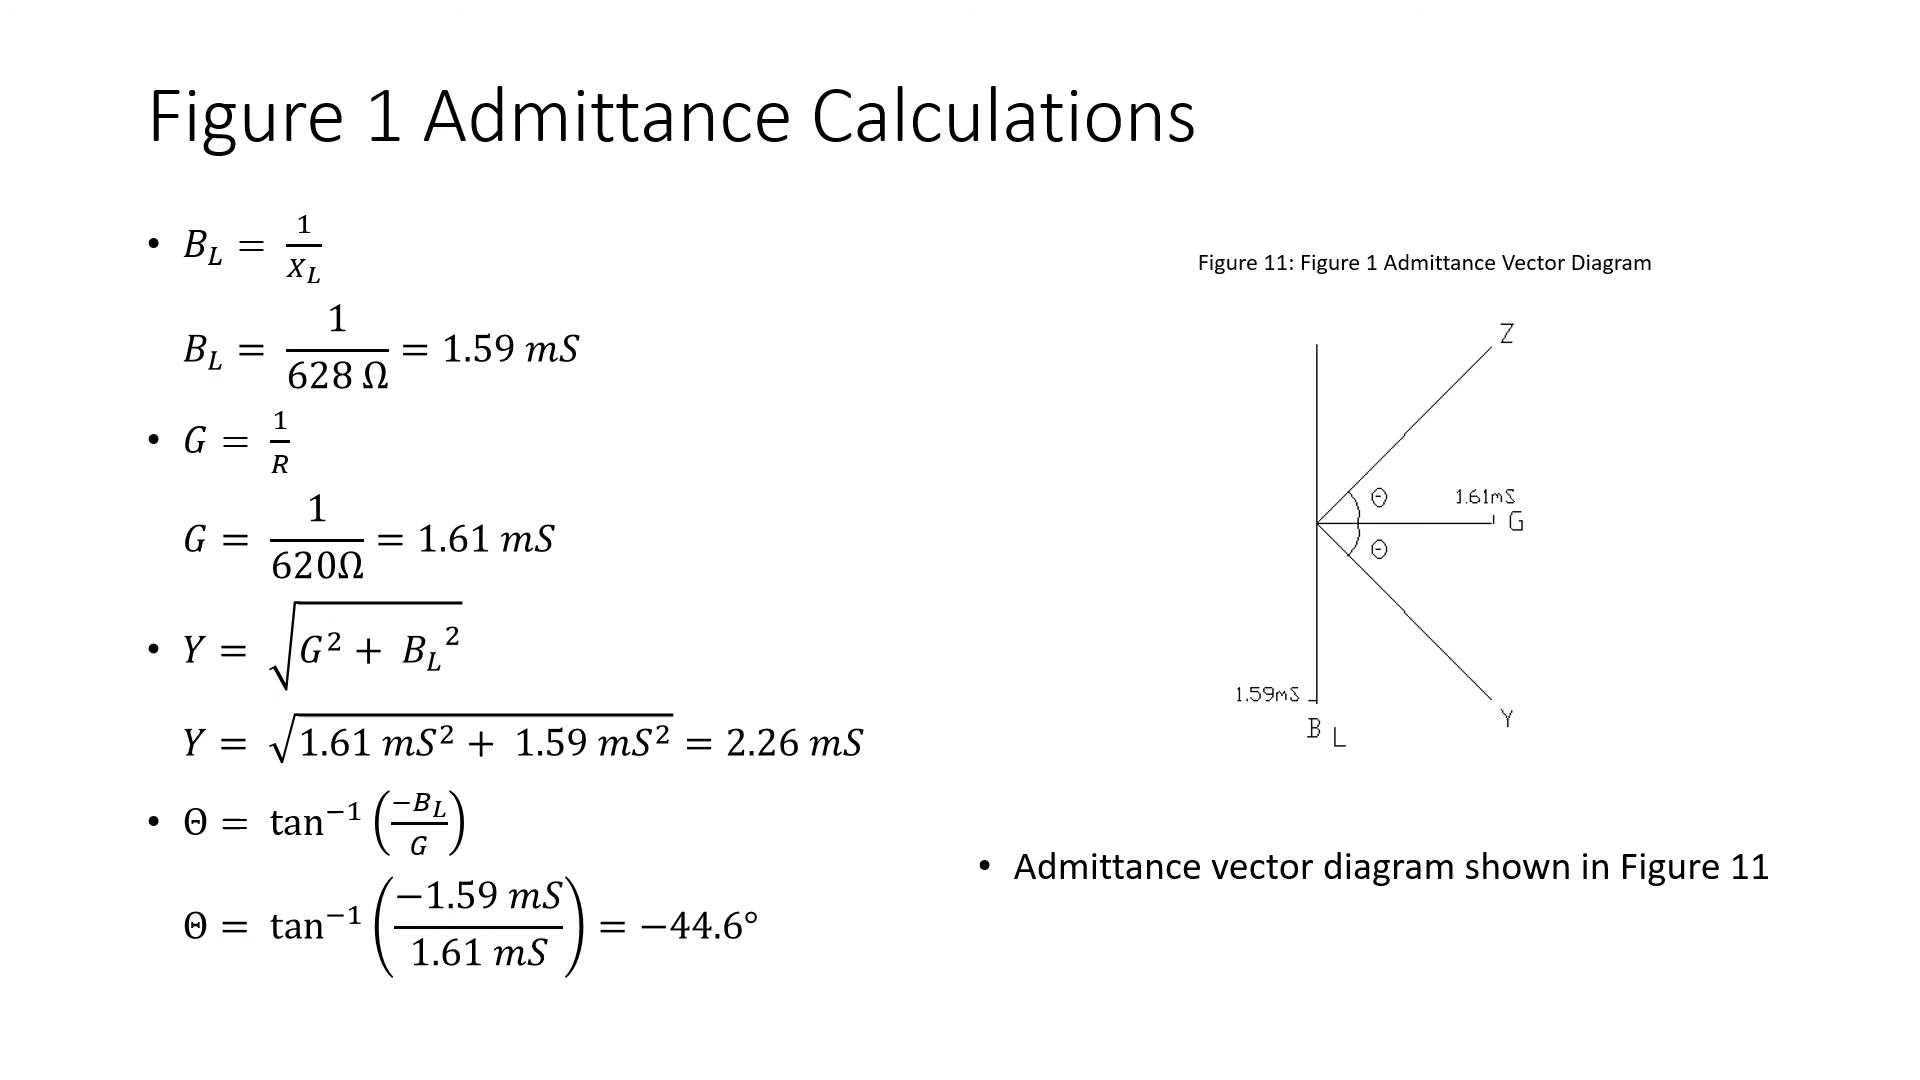 Figure 1 Admittance Calculations
• B_L = 1/X_L
B_L = 1/(628 Ω) = 1.59 mS
• G = 1/R
G = 1/(620Ω) = 1.61 mS
• Y = √(G² + B_L²)
Y = √(1.61 mS² + 1.59 mS²) = 2.26 mS
• Θ = tan⁻¹(−B_L/G)
Θ = tan⁻¹(−1.59 mS/1.61 mS) = −44.6°
Figure 11: Figure 1 Admittance Vector Diagram
Z
Θ
1.61mS
G
Θ
1.59mS
B L
Y
• Admittance vector diagram shown in Figure 11